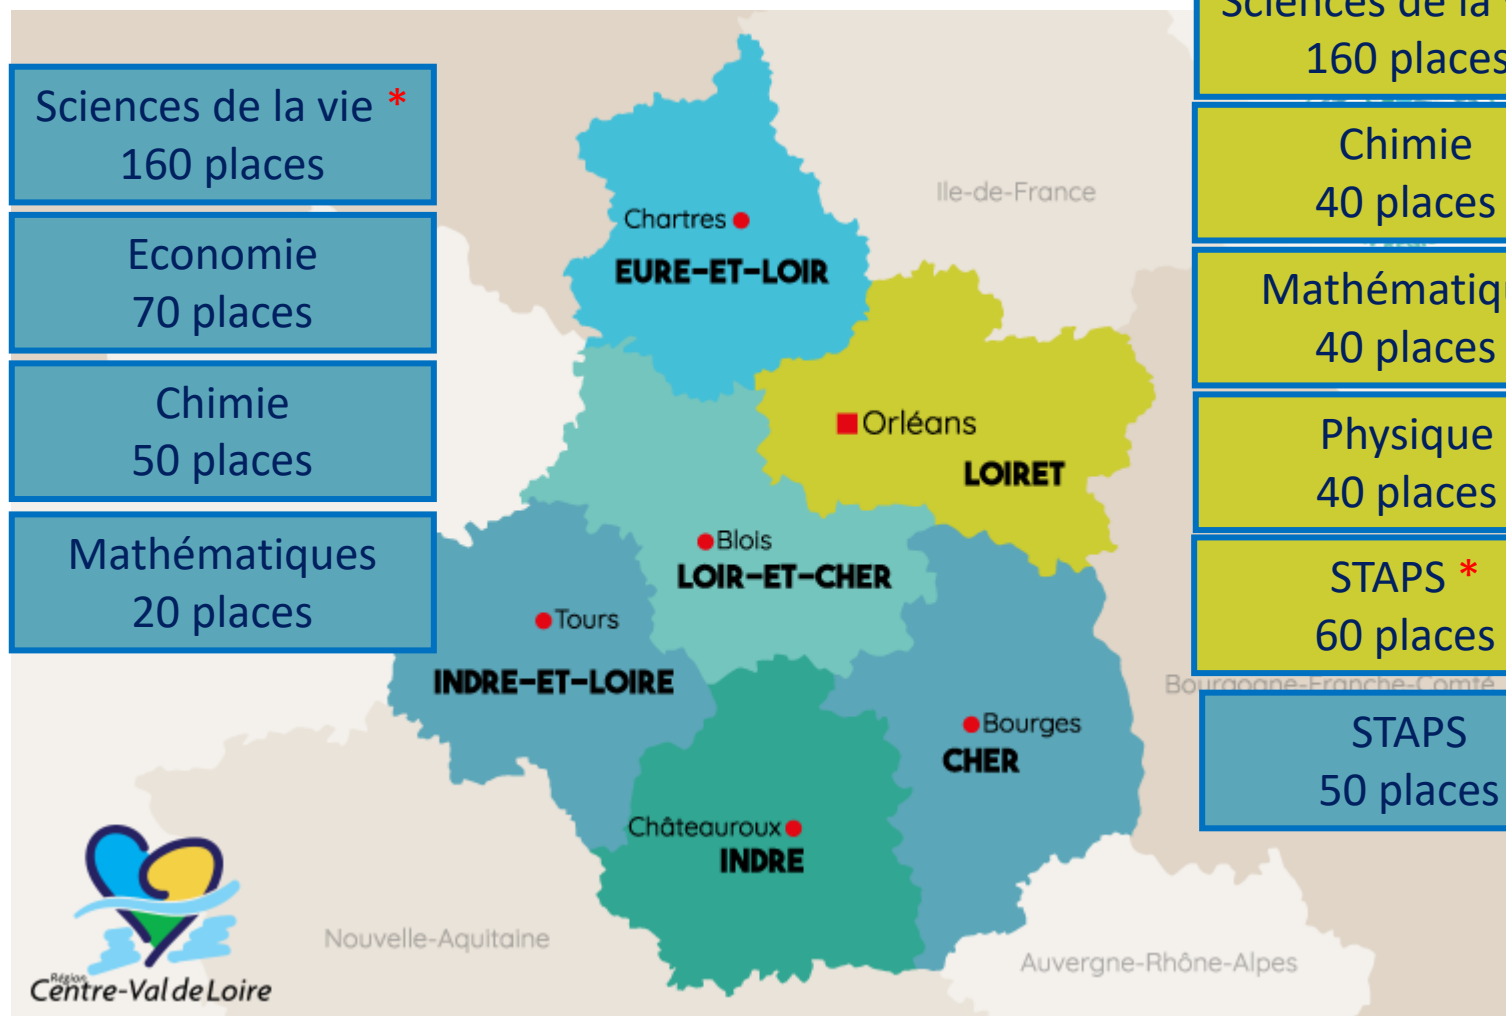 Sciences de la vie *
160 places
Economie
70 places
Chimie
50 places
Mathématiques
20 places
Sciences de la
160 places
Chimie
40 places
40 places
Physique
40 places
STAPS *
60 places
STAPS
50 places
Ile-de-France
Chartres
EURE-ET-LOIR
Orléans
LOIRET
Blois
LOIR-ET-CHER
Tours
INDRE-ET-LOIRE
Bourgogne-Franche-Comté
Bourges
CHER
Châteauroux
INDRE
Nouvelle-Aquitaine
Auvergne-Rhône-Alpes
Région
Centre-Val de Loire